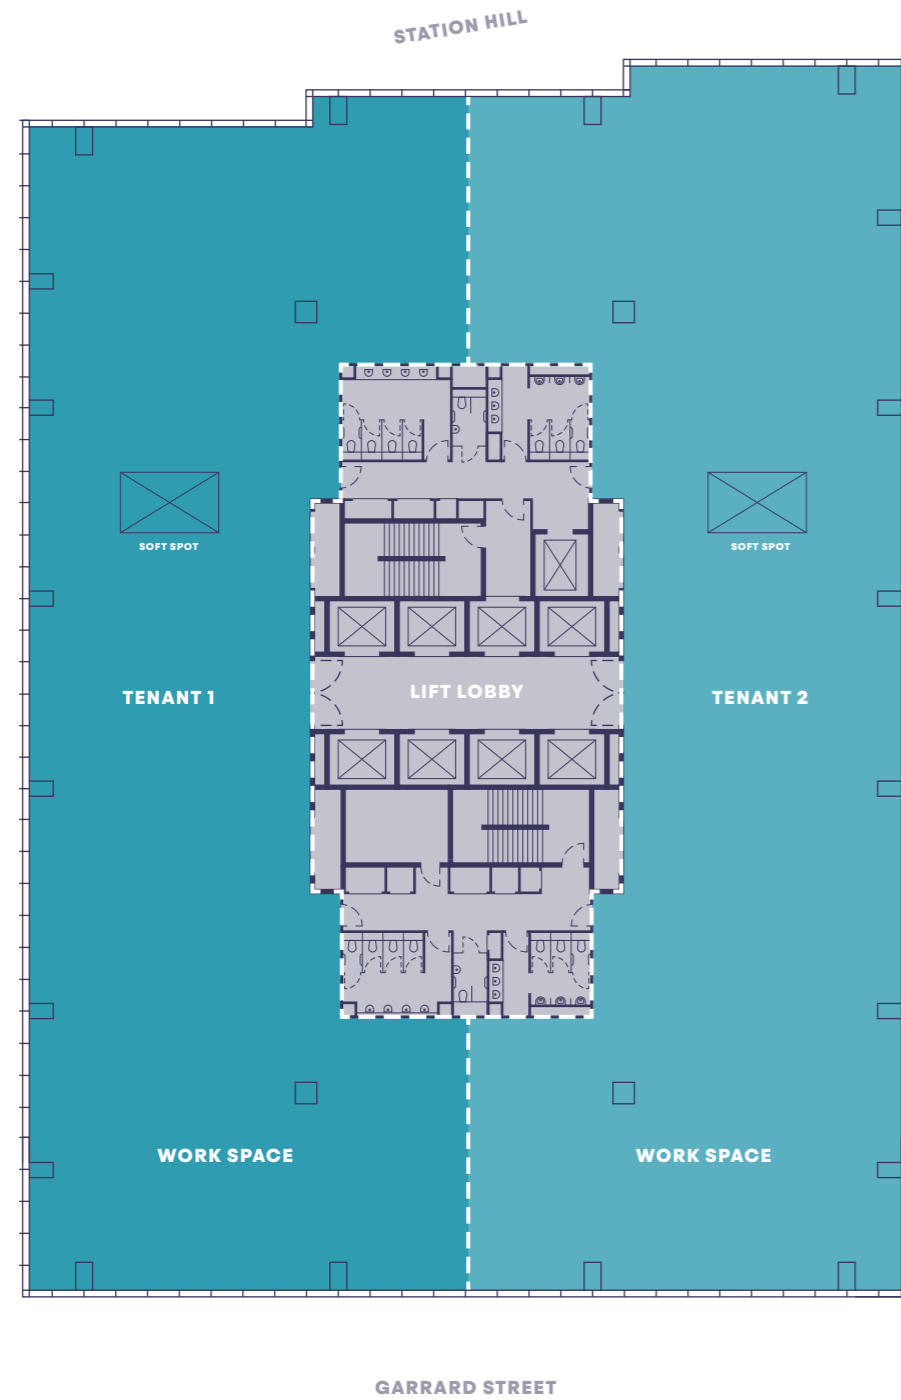 STATION HILL
SOFT SPOT
SOFT SPOT
TENANT 1
LIFT LOBBY
TENANT 2
WORK SPACE
WORK SPACE
GARRARD STREET